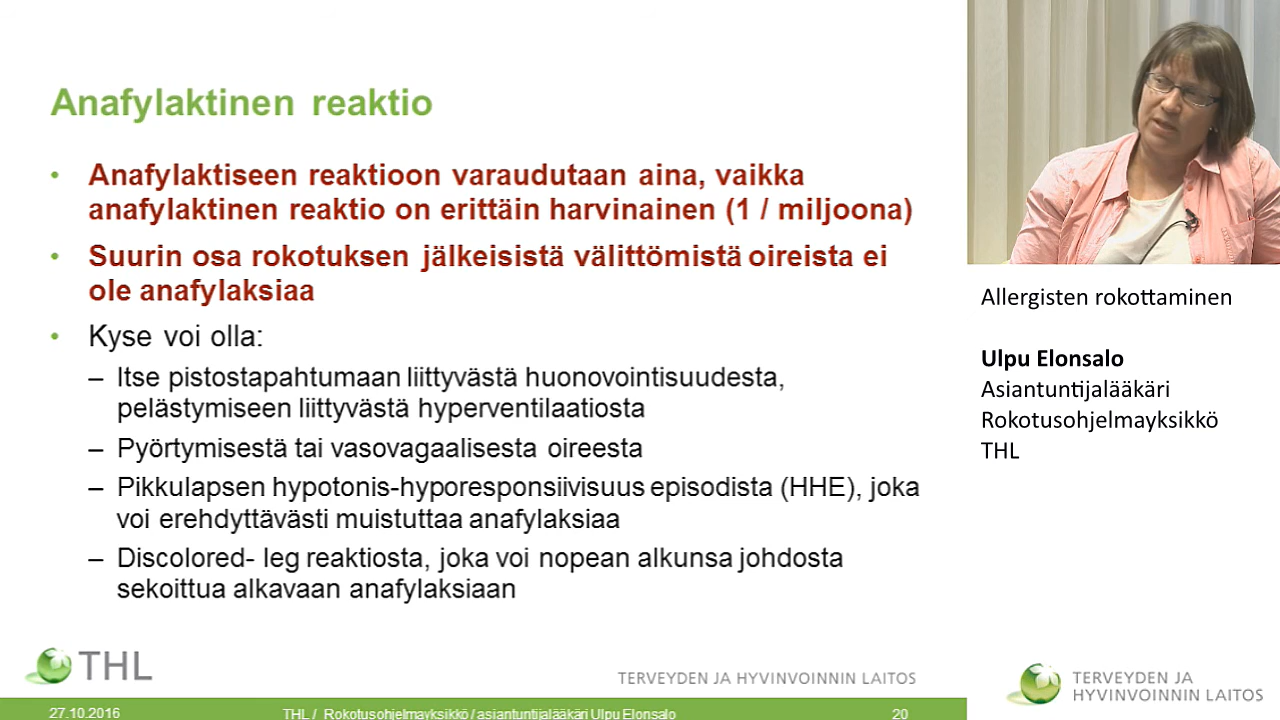 Anafylaktinen reaktio
• Anafylaktiseen reaktioon varaudutaan aina, vaikka
anafylaktinen reaktio on erittäin harvinainen (1 / miljoona)
• Suurin osa rokotuksen jälkeisistä välittömistä oireista ei
ole anafylaksiaa
• Kyse voi olla:
– Itse pistostapahtumaan liittyvästä huonovointisuudesta,
pelästymiseen liittyvästä hyperventilaatiosta
– Pyörtymisestä tai vasovagaalisesta oireesta
– Pikkulapsen hypotonis-hyporesponsiivisuus episodista (HHE), joka
voi erehdyttävästi muistuttaa anafylaksiaa
– Discolored- leg reaktiosta, joka voi nopean alkunsa johdosta
sekoittua alkavaan anafylaksiaan
THL
TERVEYDEN JA HYVINVOINNIN LAITOS
27.10.2016
THL / Rokotusohjelmayksikkö / asiantuntijalääkäri Ulpu Elonsalo
20
Allergisten rokottaminen
Ulpu Elonsalo
Asiantuntijalääkäri
Rokotusohjelmayksikkö
THL
TERVEYDEN JA
HYVINVOINNIN LAITOS